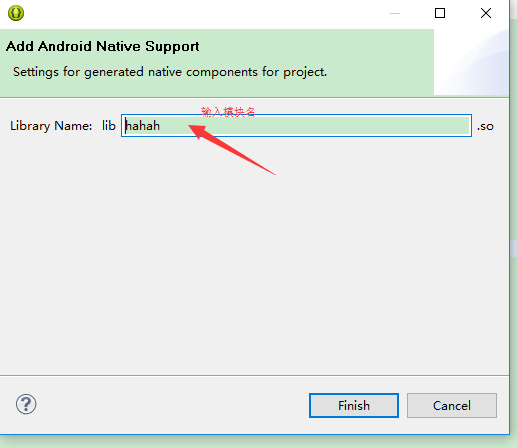 Add Android Native Support
Settings for generated native components for project.
输入模块名
Library Name: lib hahah .so
?
Finish Cancel